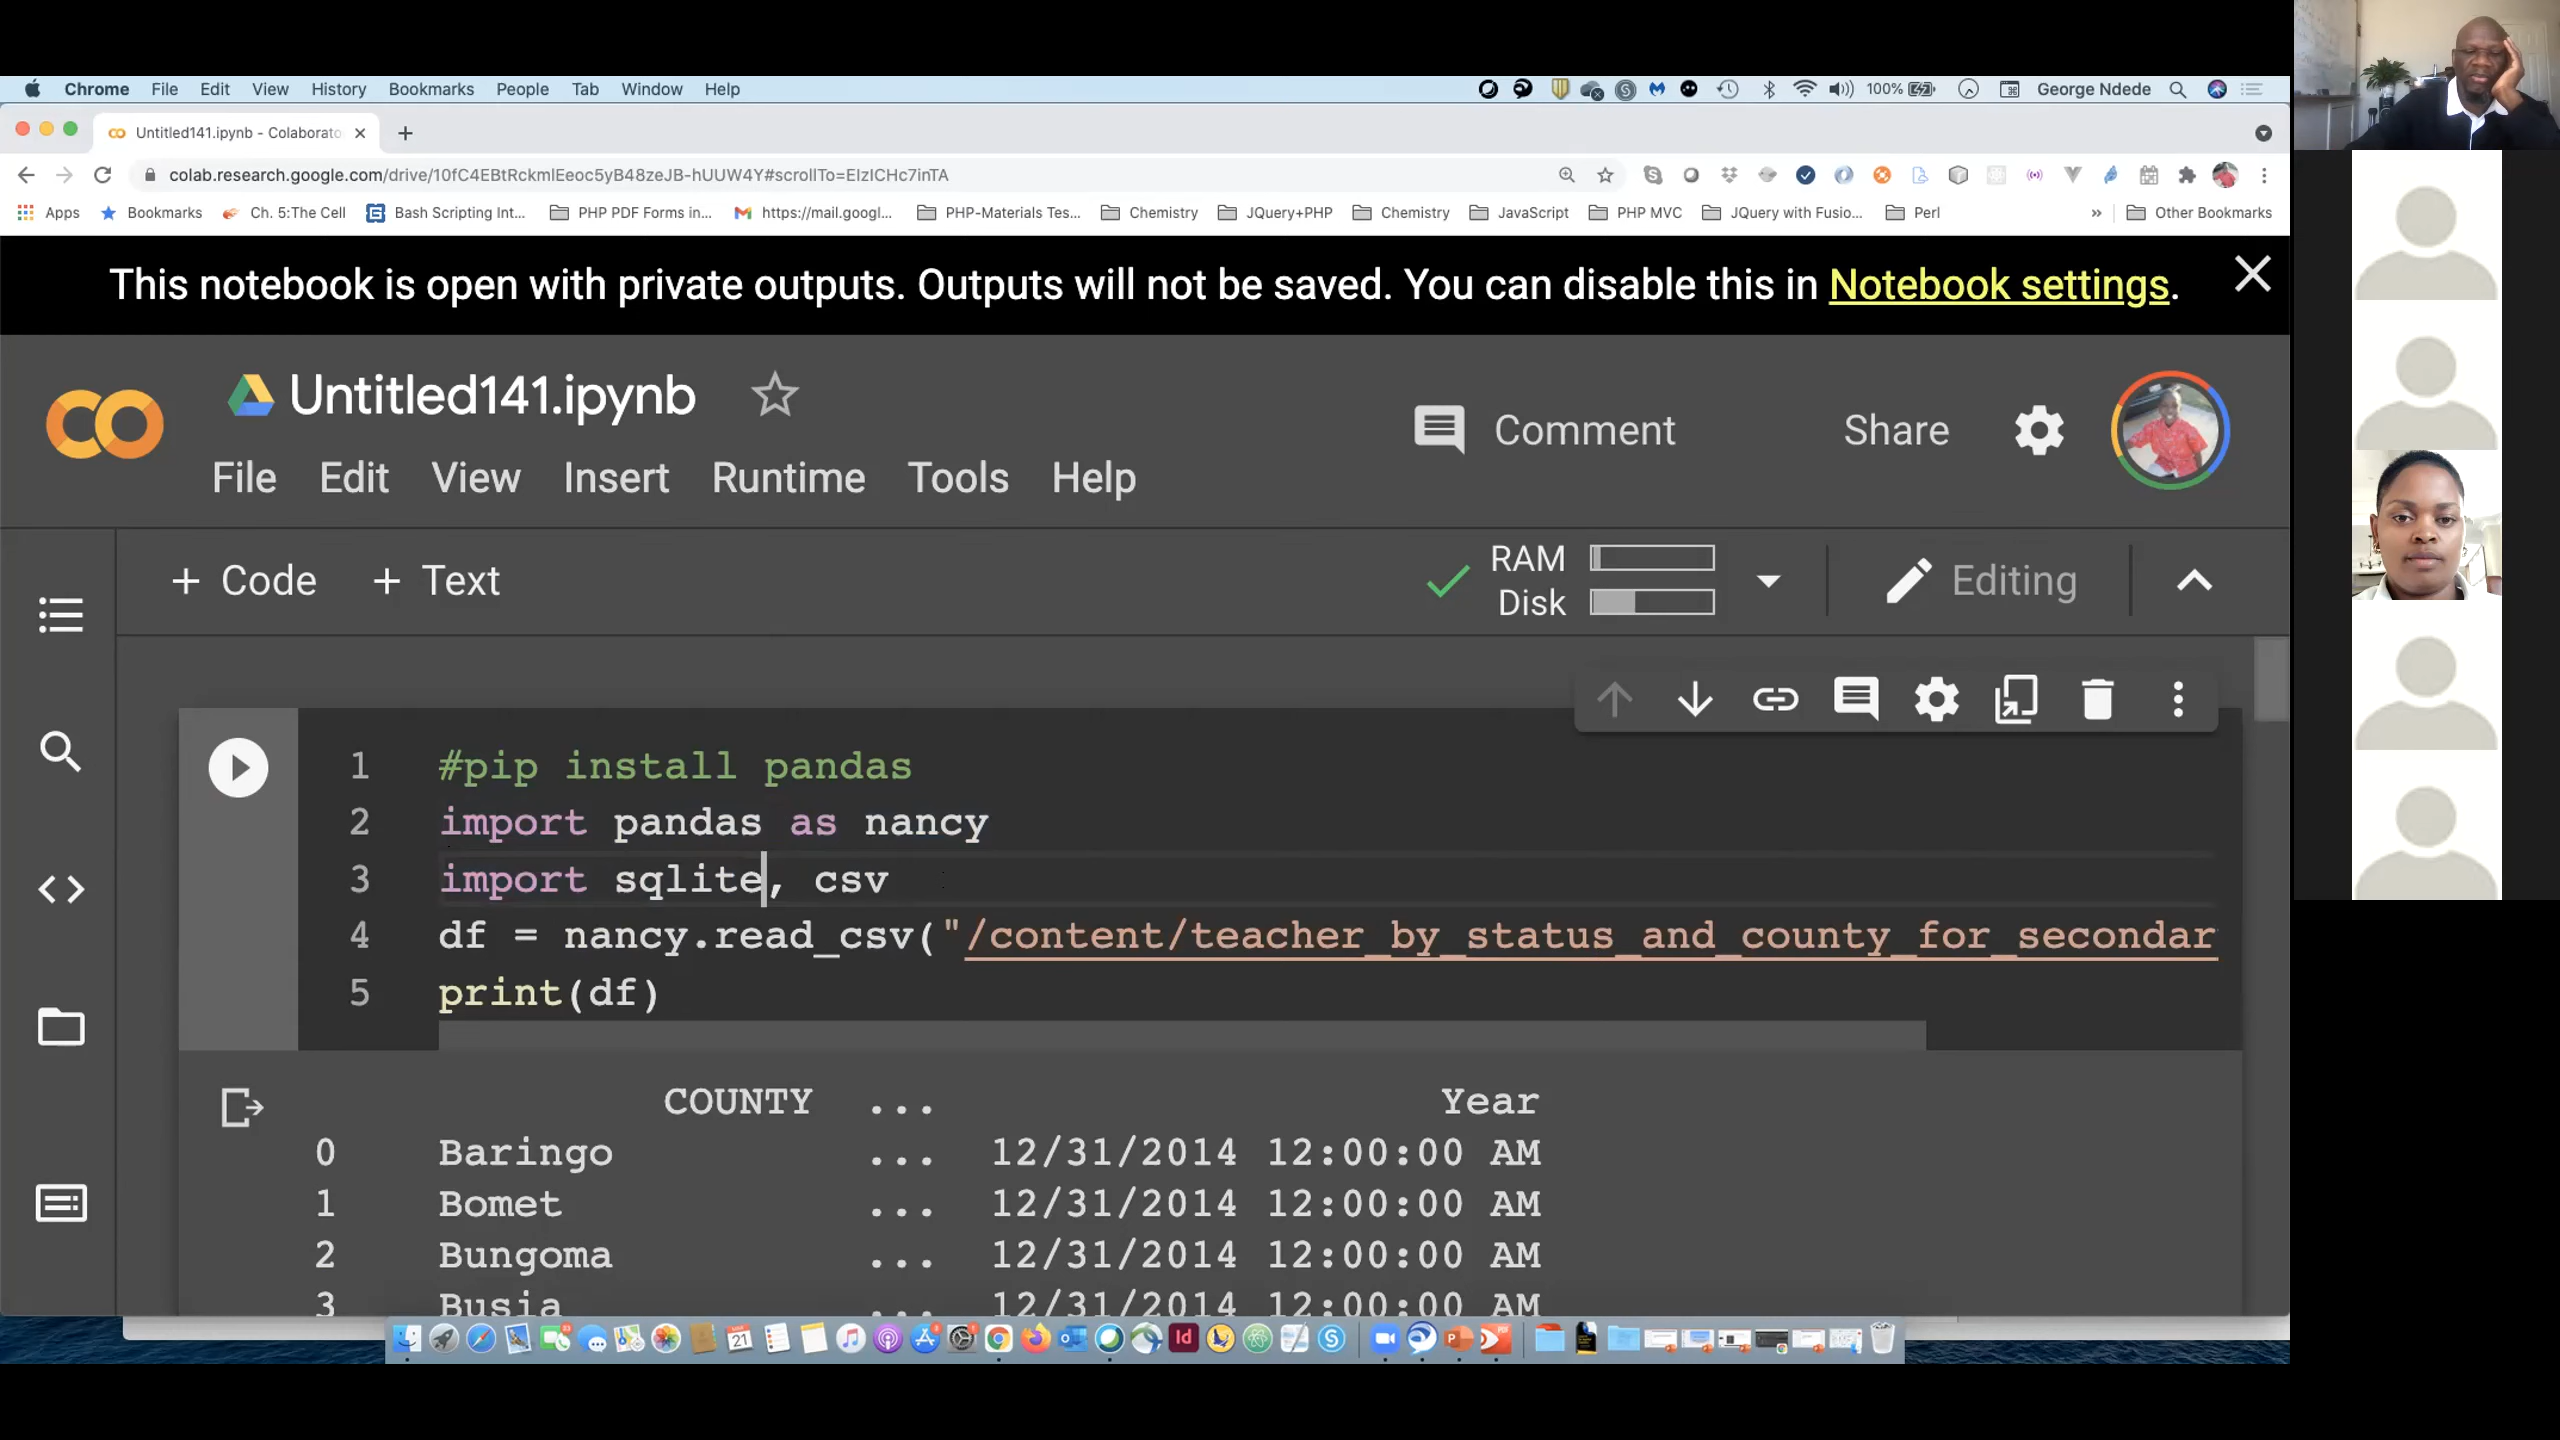 Chrome File Edit View History Bookmarks People Tab Window Help 100% George Ndede
Untitled141.ipynb - Colaborato
colab.research.google.com/drive/10fC4EBtRckmlEeoc5yB48zeJB-hUUW4Y#scrollTo=ElzICHc7inTA
Apps Bookmarks Ch. 5:The Cell Bash Scripting Int... PHP PDF Forms in... https://mail.googl... PHP-Materials Tes... Chemistry JQuery+PHP Chemistry JavaScript PHP MVC JQuery with Fusio... Perl » Other Bookmarks
This notebook is open with private outputs. Outputs will not be saved. You can disable this in Notebook settings.
CO Untitled141.ipynb
Comment Share
File Edit View Insert Runtime Tools Help
+ Code + Text RAM Disk Editing
1 #pip install pandas
2 import pandas as nancy
3 import sqlite, csv
4 df = nancy.read_csv("/content/teacher_by_status_and_county_for_secondar
5 print(df)
COUNTY ... Year
0 Baringo ... 12/31/2014 12:00:00 AM
1 Bomet ... 12/31/2014 12:00:00 AM
2 Bungoma ... 12/31/2014 12:00:00 AM
3 Busia ... 12/31/2014 12:00:00 AM
21 Id S